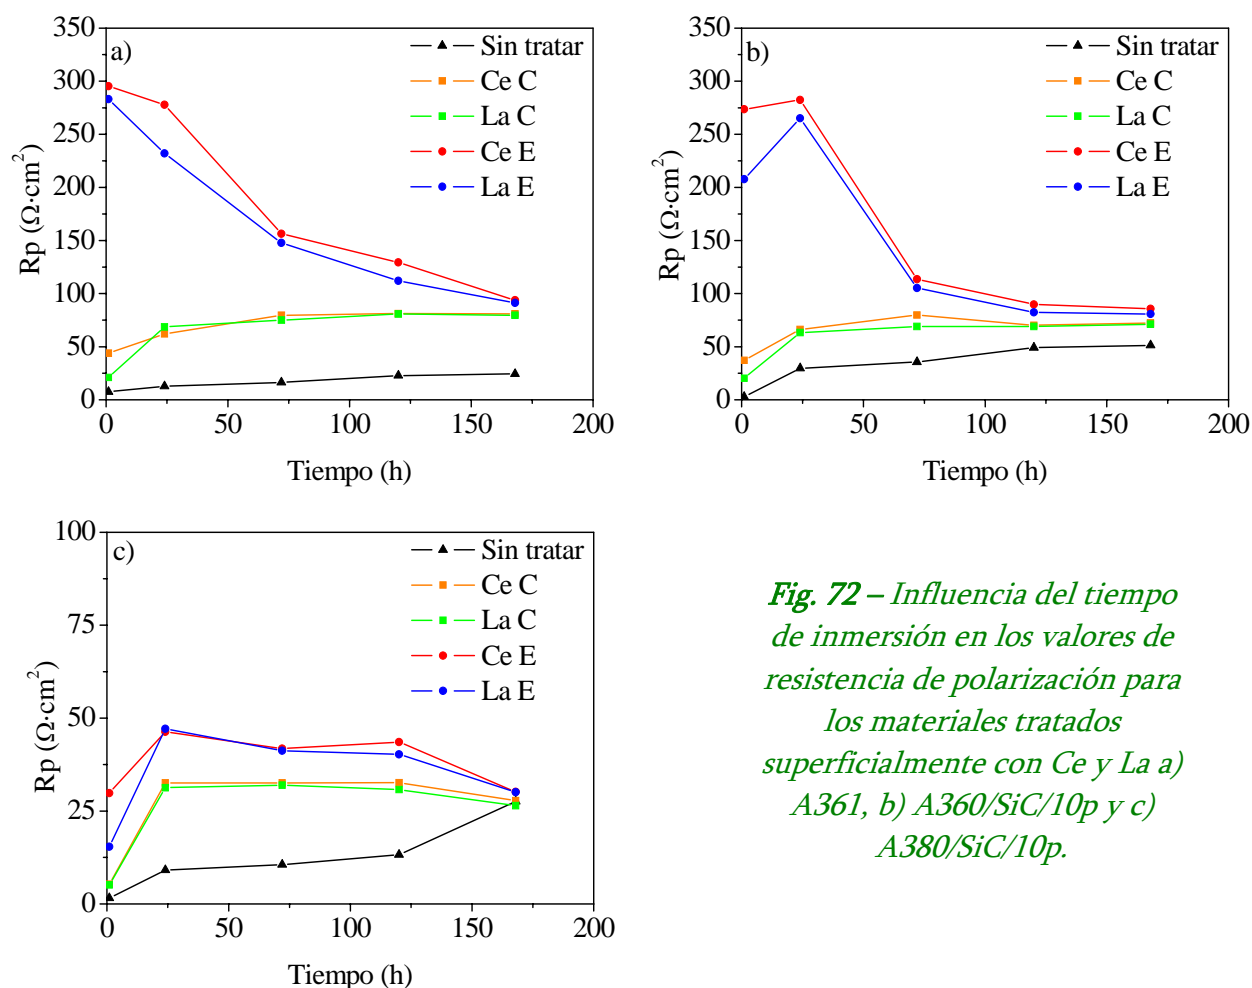 a)
Sin tratar
Ce C
La C
Ce E
La E
350
300
250
200
150
100
50
0
Rp (Ω·cm²)
0 50 100 150 200
Tiempo (h)
b)
Sin tratar
Ce C
La C
Ce E
La E
350
300
250
200
150
100
50
0
Rp (Ω·cm²)
0 50 100 150 200
Tiempo (h)
c)
Sin tratar
Ce C
La C
Ce E
La E
100
75
50
25
0
Rp (Ω·cm²)
0 50 100 150 200
Tiempo (h)
Fig. 72 – Influencia del tiempo
de inmersión en los valores de
resistencia de polarización para
los materiales tratados
superficialmente con Ce y La a)
A361, b) A360/SiC/10p y c)
A380/SiC/10p.